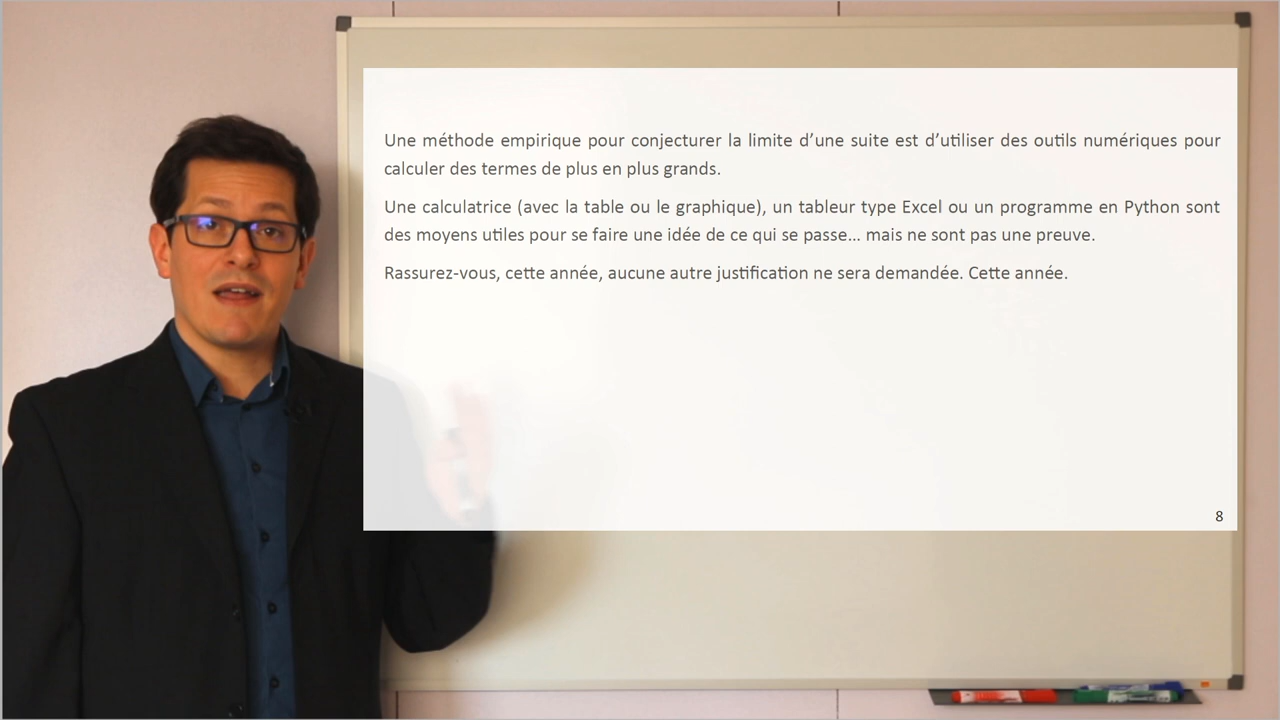 Une méthode empirique pour conjecturer la limite d’une suite est d’utiliser des outils numériques pour
calculer des termes de plus en plus grands.
Une calculatrice (avec la table ou le graphique), un tableur type Excel ou un programme en Python sont
des moyens utiles pour se faire une idée de ce qui se passe… mais ne sont pas une preuve.
Rassurez-vous, cette année, aucune autre justification ne sera demandée. Cette année.
8